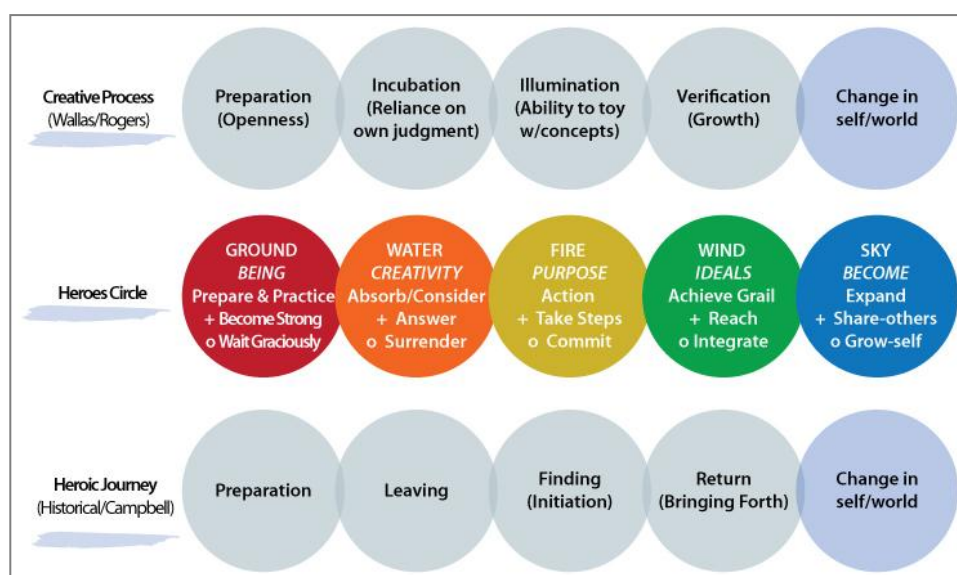 Creative Process
(Wallas/Rogers)
Preparation
(Openness)
Incubation
(Reliance on
own judgment)
Illumination
(Ability to toy
w/concepts)
Verification
(Growth)
Change in
self/world
Heroes Circle
GROUND
BEING
Prepare & Practice
+ Become Strong
o Wait Graciously
WATER
CREATIVITY
Absorb/Consider
+ Answer
o Surrender
FIRE
PURPOSE
Action
+ Take Steps
o Commit
WIND
IDEALS
Achieve Grail
+ Reach
o Integrate
SKY
BECOME
Expand
+ Share-others
o Grow-self
Heroic Journey
(Historical/Campbell)
Preparation
Leaving
Finding
(Initiation)
Return
(Bringing Forth)
Change in
self/world